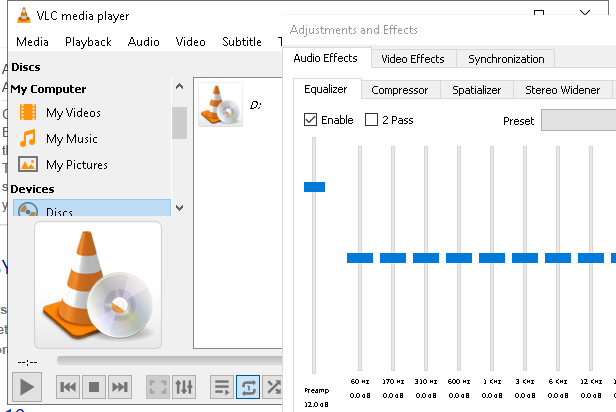 VLC media player
Media Playback Audio Video Subtitle
Discs
My Computer
My Videos
My Music
My Pictures
Devices
Discs
D:
--:--
Adjustments and Effects
Audio Effects Video Effects Synchronization
Equalizer Compressor Spatializer Stereo Widener
Enable 2 Pass Preset
60 Hz 170 Hz 310 Hz 600 Hz 1 KHz 3 KHz 6 KHz 12 KHz
0.0 dB 0.0 dB 0.0 dB 0.0 dB 0.0 dB 0.0 dB 0.0 dB 0.0 dB
Preamp
12.0 dB